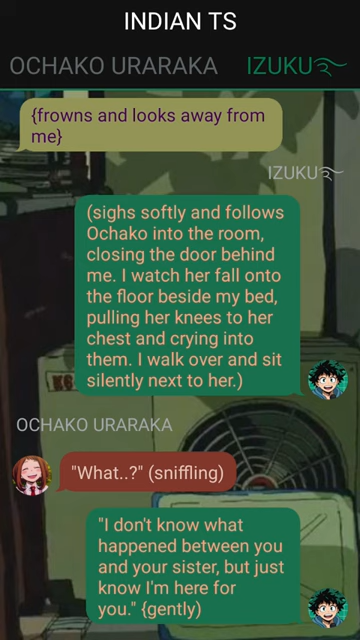 INDIAN TS
OCHAKO URARAKA
IZUKU࿐
{frowns and looks away from
me}
IZUKU࿐
(sighs softly and follows
Ochako into the room,
closing the door behind
me. I watch her fall onto
the floor beside my bed,
pulling her knees to her
chest and crying into
them. I walk over and sit
silently next to her.)
OCHAKO URARAKA
"What..?" (sniffling)
"I don't know what
happened between you
and your sister, but just
know I'm here for
you." {gently)